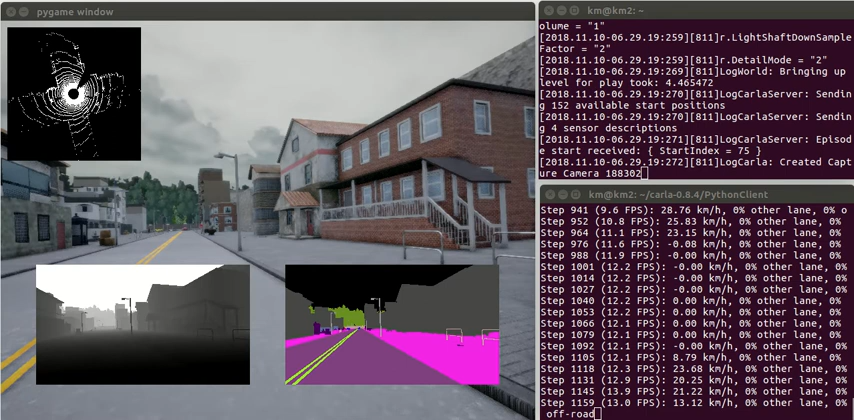 pygame window
km@km2: ~
olume = "1"
[2018.11.10-06.29.19:259][811]r.LightShaftDownSample
Factor = "2"
[2018.11.10-06.29.19:259][811]r.DetailMode = "2"
[2018.11.10-06.29.19:269][811]LogWorld: Bringing up
level for play took: 4.465472
[2018.11.10-06.29.19:270][811]LogCarlaServer: Sendin
g 152 available start positions
[2018.11.10-06.29.19:270][811]LogCarlaServer: Sendin
g 4 sensor descriptions
[2018.11.10-06.29.19:271][811]LogCarlaServer: Episod
e start received: { StartIndex = 75 }
[2018.11.10-06.29.19:272][811]LogCarla: Created Capt
ure Camera 188302
km@km2: ~/carla-0.8.4/PythonClient
Step 941 (9.6 FPS): 28.76 km/h, 0% other lane, 0% o
Step 952 (10.8 FPS): 25.83 km/h, 0% other lane, 0%
Step 964 (11.1 FPS): 23.15 km/h, 0% other lane, 0%
Step 976 (11.6 FPS): -0.08 km/h, 0% other lane, 0%
Step 988 (11.9 FPS): -0.00 km/h, 0% other lane, 0%
Step 1001 (12.2 FPS): -0.00 km/h, 0% other lane, 0%
Step 1014 (12.2 FPS): -0.00 km/h, 0% other lane, 0%
Step 1027 (12.2 FPS): -0.00 km/h, 0% other lane, 0%
Step 1040 (12.2 FPS): 0.00 km/h, 0% other lane, 0%
Step 1053 (12.2 FPS): 0.00 km/h, 0% other lane, 0%
Step 1066 (12.1 FPS): 0.00 km/h, 0% other lane, 0%
Step 1079 (12.1 FPS): 0.00 km/h, 0% other lane, 0%
Step 1092 (12.1 FPS): -0.00 km/h, 0% other lane, 0%
Step 1105 (12.1 FPS): 8.79 km/h, 0% other lane, 0%
Step 1118 (12.3 FPS): 23.68 km/h, 0% other lane, 0%
Step 1131 (12.9 FPS): 20.25 km/h, 0% other lane, 0%
Step 1145 (13.9 FPS): 21.22 km/h, 0% other lane, 0%
Step 1159 (13.0 FPS): 13.12 km/h, 0% other lane, 0%
off-road